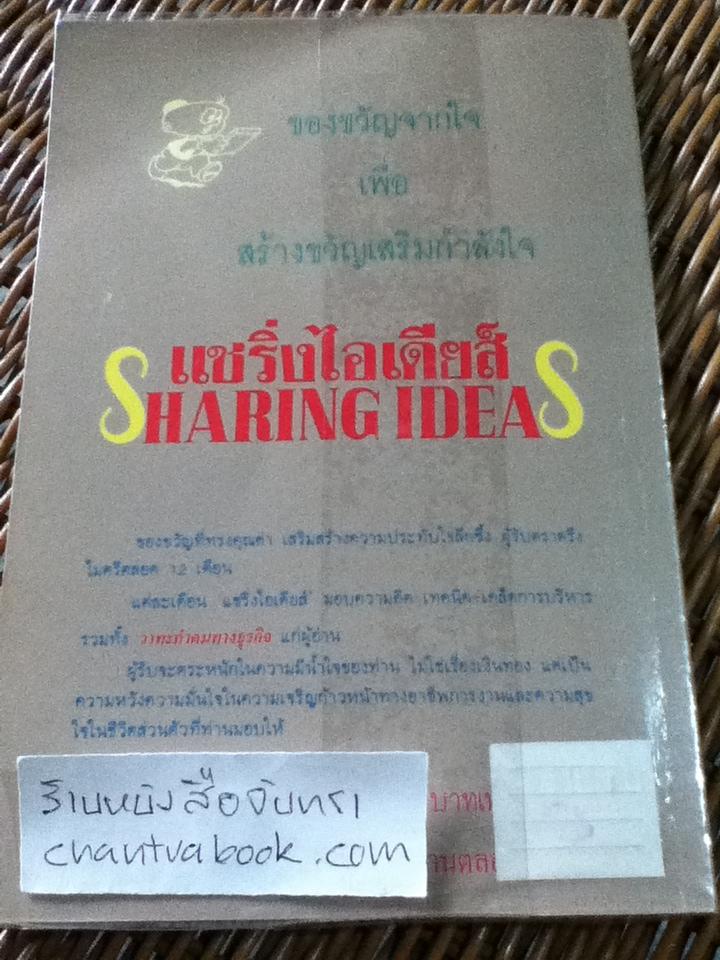 ของขวัญจากใจ
เพื่อ
สร้างขวัญเสริมกำลังใจ
แชริ่งไอเดียส์
SHARING IDEAS
ของขวัญที่ทรงคุณค่า เสริมสร้างความประทับใจลึกซึ้ง ผู้รับตราตรึง
ไมตรีตลอด 12 เดือน
แต่ละเดือน แชริ่งไอเดียส์ มอบความคิด เทคนิค เคล็ดการบริหาร
รวมทั้ง วาทะกำคมทางธุรกิจ แก่ผู้อ่าน
ผู้รับจะตระหนักในความมีน้ำใจของท่าน ไม่ใช่เรื่องเงินทอง แต่เป็น
ความหวังความมั่นใจในความเจริญก้าวหน้าทางอาชีพการงานและความสุข
ใจในชีวิตส่วนตัวที่ท่านมอบให้
บาทเ
ร้านหนังสือจันทรา
chantrabook.com